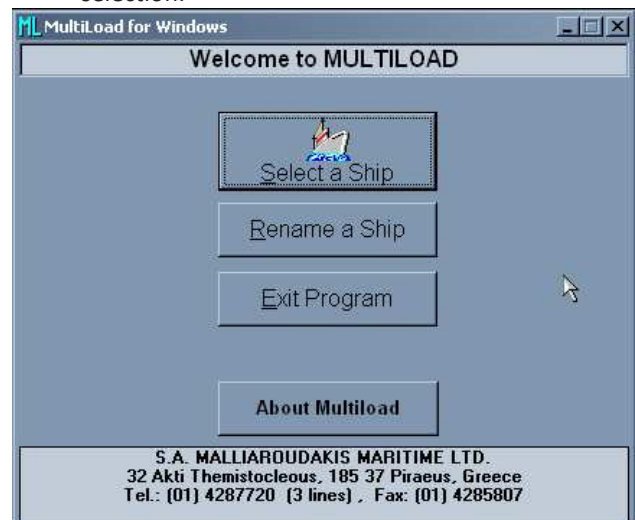 selection.
ML MultiLoad for Windows
Welcome to MULTILOAD
Select a Ship
Rename a Ship
Exit Program
About Multiload
S.A. MALLIAROUDAKIS MARITIME LTD.
32 Akti Themistocleous, 185 37 Piraeus, Greece
Tel.: (01) 4287720 (3 lines) , Fax: (01) 4285807